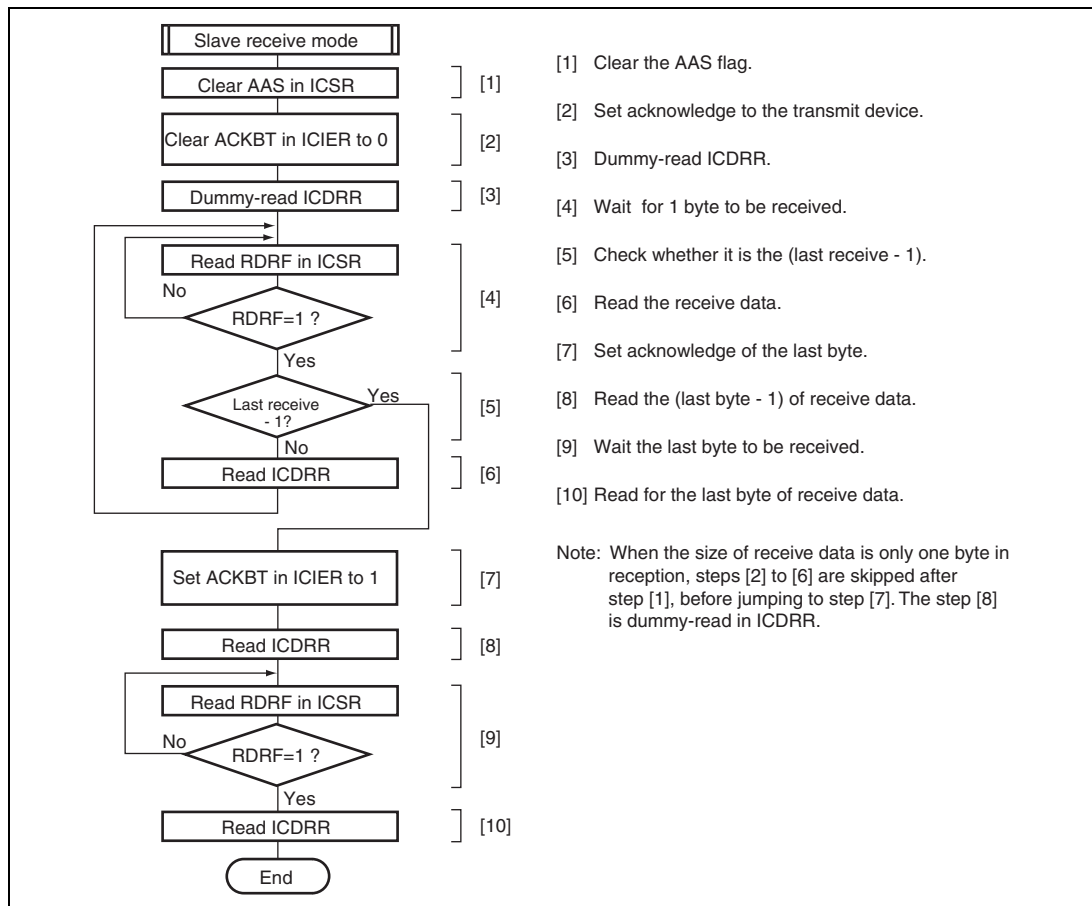 Slave receive mode
Clear AAS in ICSR
[1]
Clear ACKBT in ICIER to 0
[2]
Dummy-read ICDRR
[3]
Read RDRF in ICSR
No
RDRF=1 ?
[4]
Yes
Last receive
- 1?
Yes
[5]
No
Read ICDRR
[6]
Set ACKBT in ICIER to 1
[7]
Read ICDRR
[8]
Read RDRF in ICSR
No
RDRF=1 ?
[9]
Yes
Read ICDRR
[10]
End
[1] Clear the AAS flag.
[2] Set acknowledge to the transmit device.
[3] Dummy-read ICDRR.
[4] Wait for 1 byte to be received.
[5] Check whether it is the (last receive - 1).
[6] Read the receive data.
[7] Set acknowledge of the last byte.
[8] Read the (last byte - 1) of receive data.
[9] Wait the last byte to be received.
[10] Read for the last byte of receive data.
Note: When the size of receive data is only one byte in
reception, steps [2] to [6] are skipped after
step [1], before jumping to step [7]. The step [8]
is dummy-read in ICDRR.